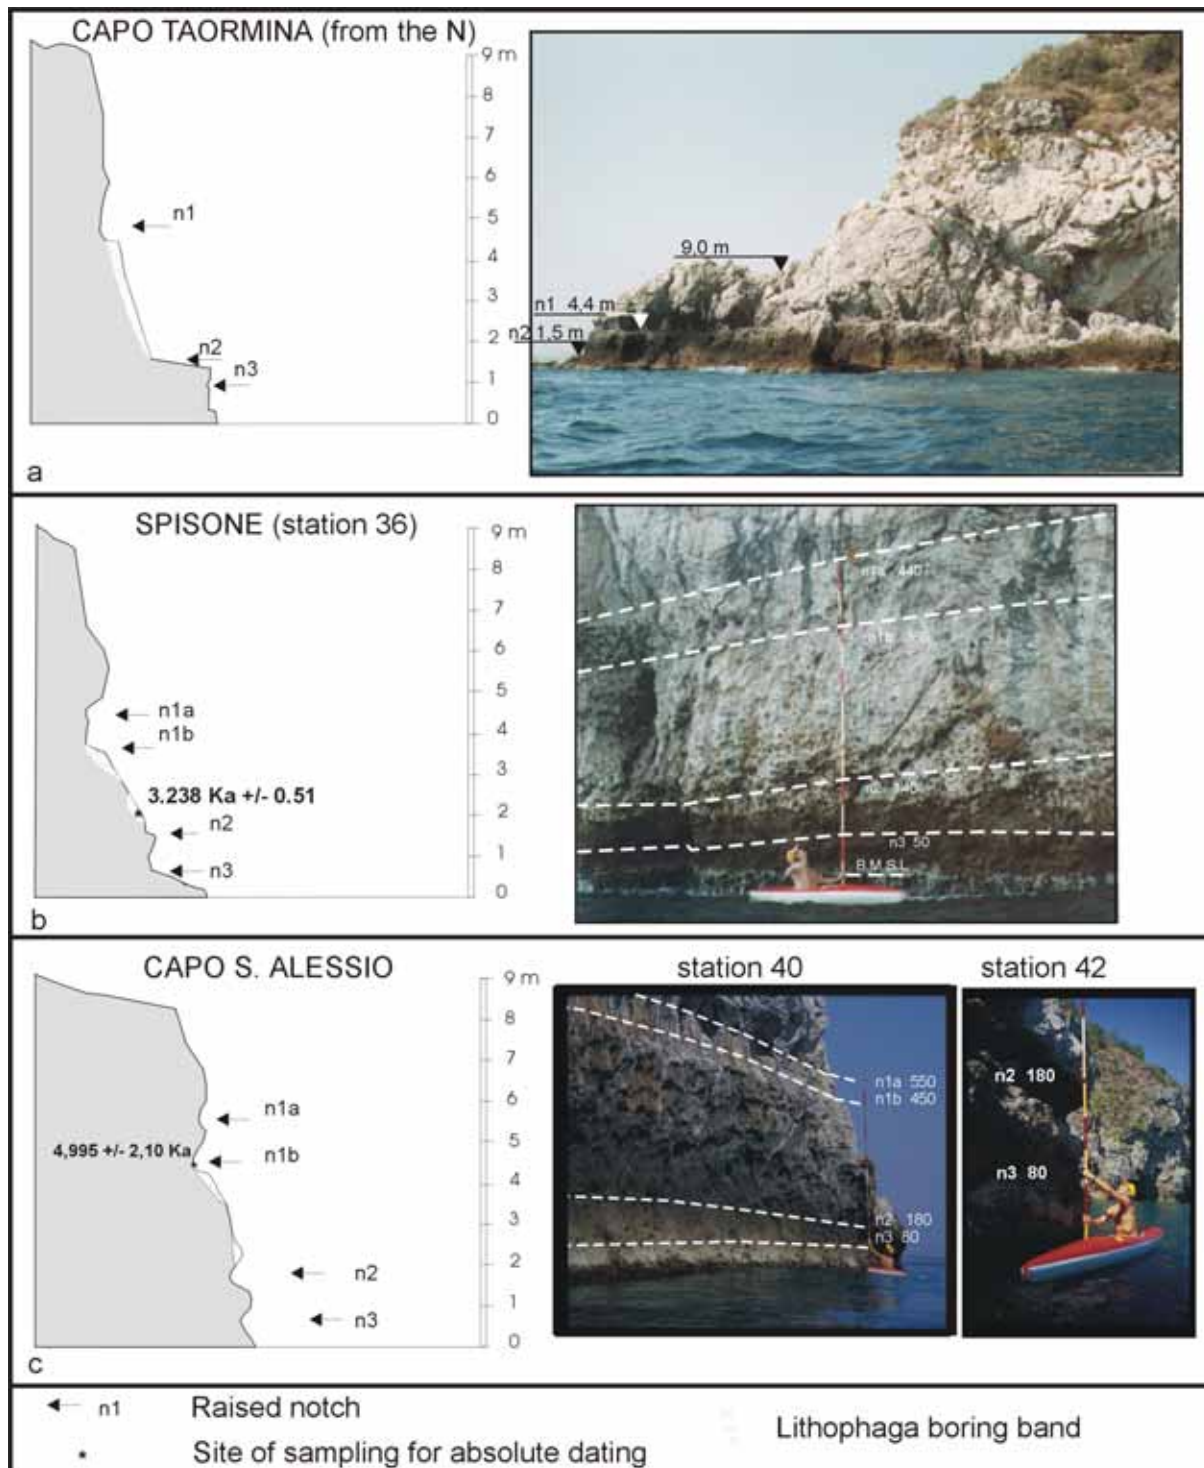 CAPO TAORMINA (from the N)
9 m
8
7
6
5
4
3
2
1
0
n1
n2
n3
9.0 m
n1 4,4 m
n2 1,5 m
a
SPISONE (station 36)
9 m
8
7
6
5
4
3
2
1
0
n1a
n1b
3.238 Ka +/- 0.51
n2
n3
n1a 440
n1b
n2 140
n3 50
B.M.S.L.
b
CAPO S. ALESSIO
station 40
station 42
9 m
8
7
6
5
4
3
2
1
0
n1a
4,995 +/- 2,10 Ka
n1b
n2
n3
n1a 550
n1b 450
n2 180
n3 80
n2 180
n3 80
c
n1 Raised notch
Lithophaga boring band
* Site of sampling for absolute dating